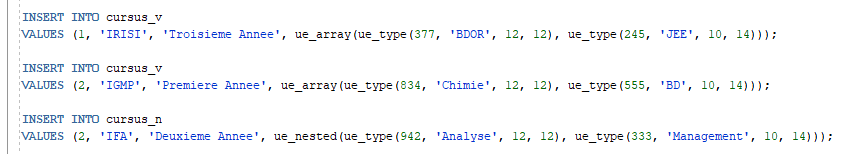 INSERT INTO cursus_v
VALUES (1, 'IRISI', 'Troisieme Annee', ue_array(ue_type(377, 'BDOR', 12, 12), ue_type(245, 'JEE', 10, 14)));
INSERT INTO cursus_v
VALUES (2, 'IGMP', 'Premiere Annee', ue_array(ue_type(834, 'Chimie', 12, 12), ue_type(555, 'BD', 10, 14)));
INSERT INTO cursus_n
VALUES (2, 'IFA', 'Deuxieme Annee', ue_nested(ue_type(942, 'Analyse', 12, 12), ue_type(333, 'Management', 10, 14)));